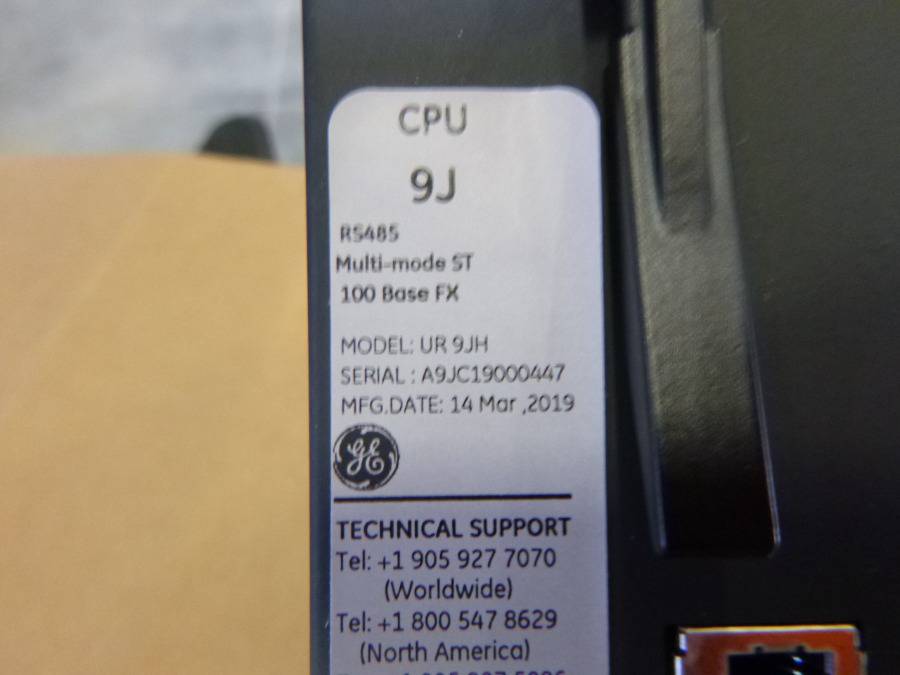 CPU
9J
RS485
Multi-mode ST
100 Base FX
MODEL: UR 9JH
SERIAL : A9JC19000447
MFG.DATE: 14 Mar ,2019
GE
TECHNICAL SUPPORT
Tel: +1 905 927 7070
(Worldwide)
Tel: +1 800 547 8629
(North America)